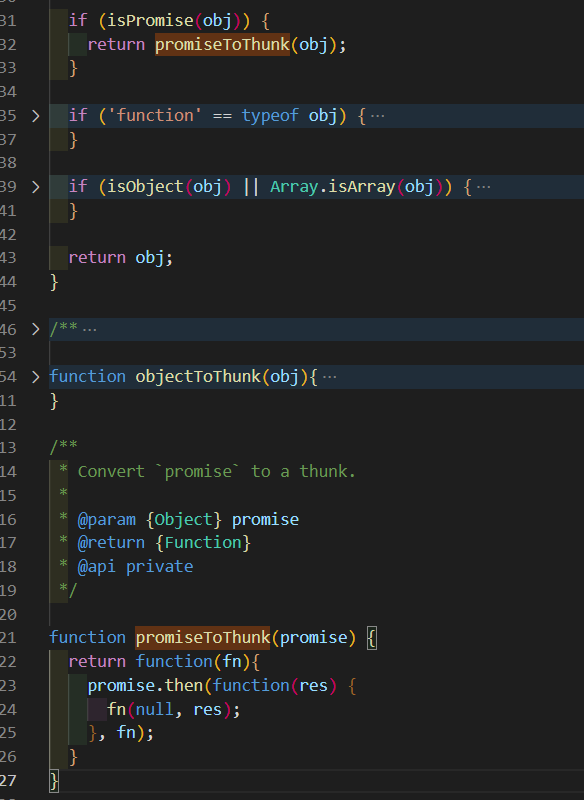 31 if (isPromise(obj)) {
32 return promiseToThunk(obj);
33 }
34
35 if ('function' == typeof obj) { ···
37 }
38
39 if (isObject(obj) || Array.isArray(obj)) { ···
41 }
42
43 return obj;
44 }
45
46 /** ···
53
54 function objectToThunk(obj){ ···
11 }
12
13 /**
14 * Convert `promise` to a thunk.
15 *
16 * @param {Object} promise
17 * @return {Function}
18 * @api private
19 */
20
21 function promiseToThunk(promise) {
22 return function(fn){
23 promise.then(function(res) {
24 fn(null, res);
25 }, fn);
26 }
27 }